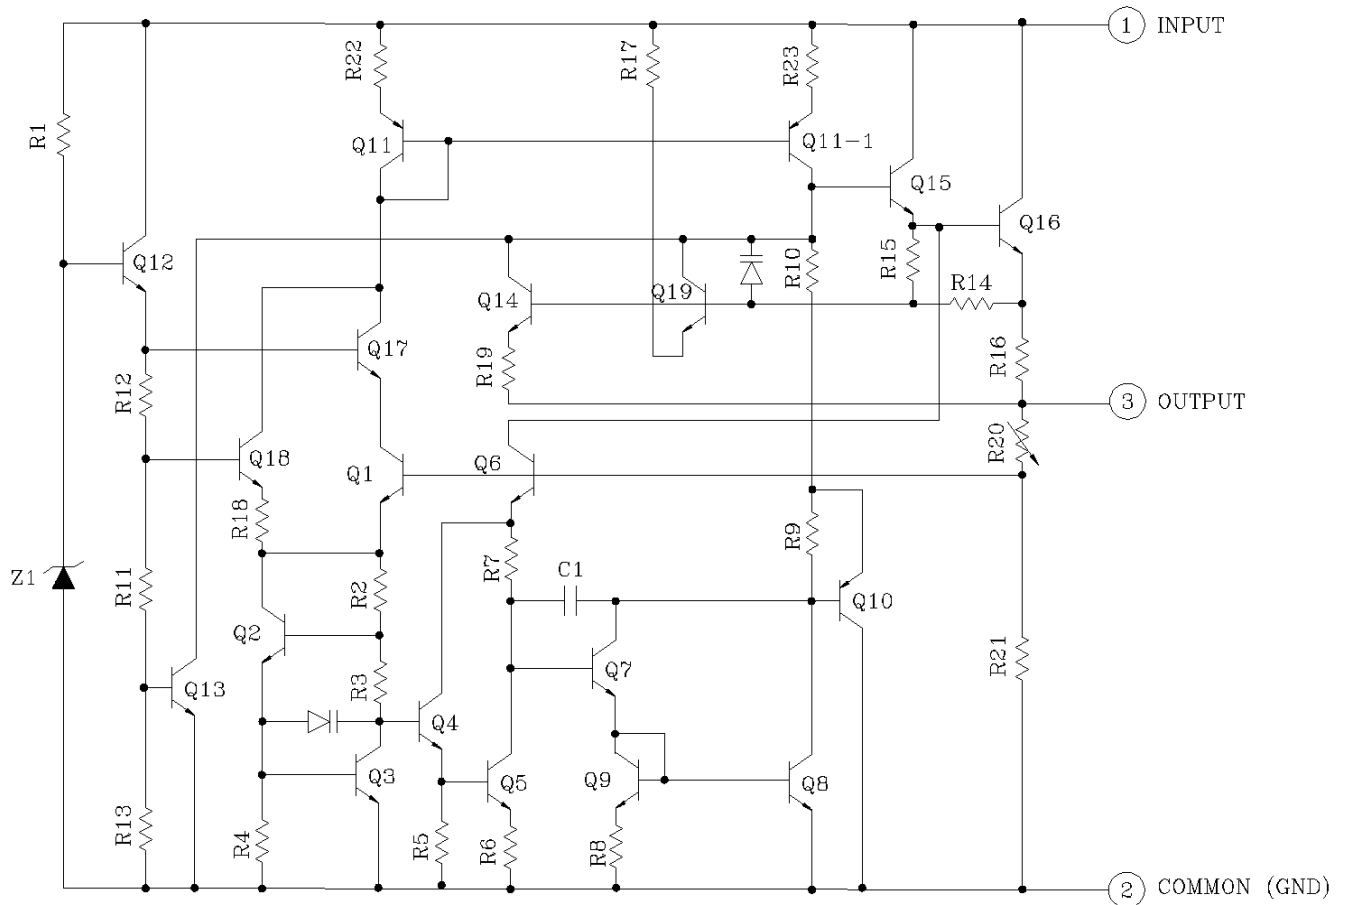 1 INPUT
R22
R17
R23
R1
Q11
Q11-1
Q15
Q16
Q12
R15
R10
R14
Q14
Q19
Q17
R19
R16
R12
3 OUTPUT
R20
Q18
Q1
Q6
R18
R9
R7
C1
Z1
R11
R2
Q10
Q2
R21
Q7
R3
Q13
Q4
Q3
Q5
Q9
Q8
R13
R4
R5
R6
R8
2 COMMON (GND)